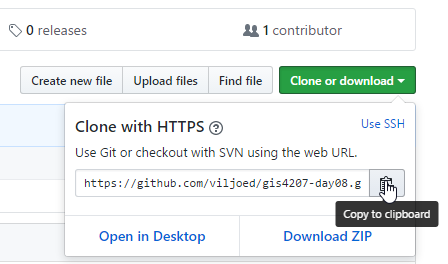 0 releases
1 contributor
Create new file
Upload files
Find file
Clone or download
Clone with HTTPS
Use SSH
Use Git or checkout with SVN using the web URL.
https://github.com/viljoed/gis4207-day08.g
Copy to clipboard
Open in Desktop
Download ZIP